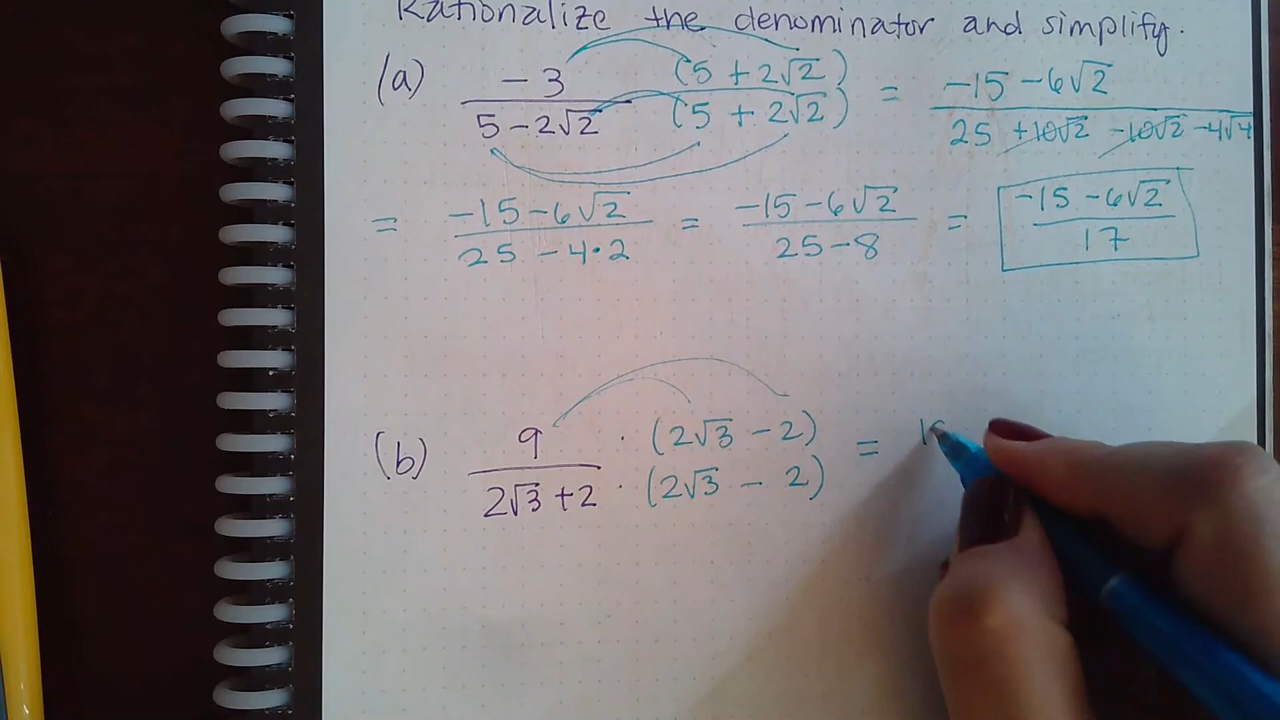 Rationalize the denominator and simplify.
(a) -3 / 5-2√2 (5+2√2) / (5+2√2) = -15-6√2 / 25 +10√2 -10√2 -4√4
= -15-6√2 / 25-4•2 = -15-6√2 / 25-8 = -15-6√2 / 17
(b) 9 / 2√3+2 · (2√3-2) / · (2√3-2) =